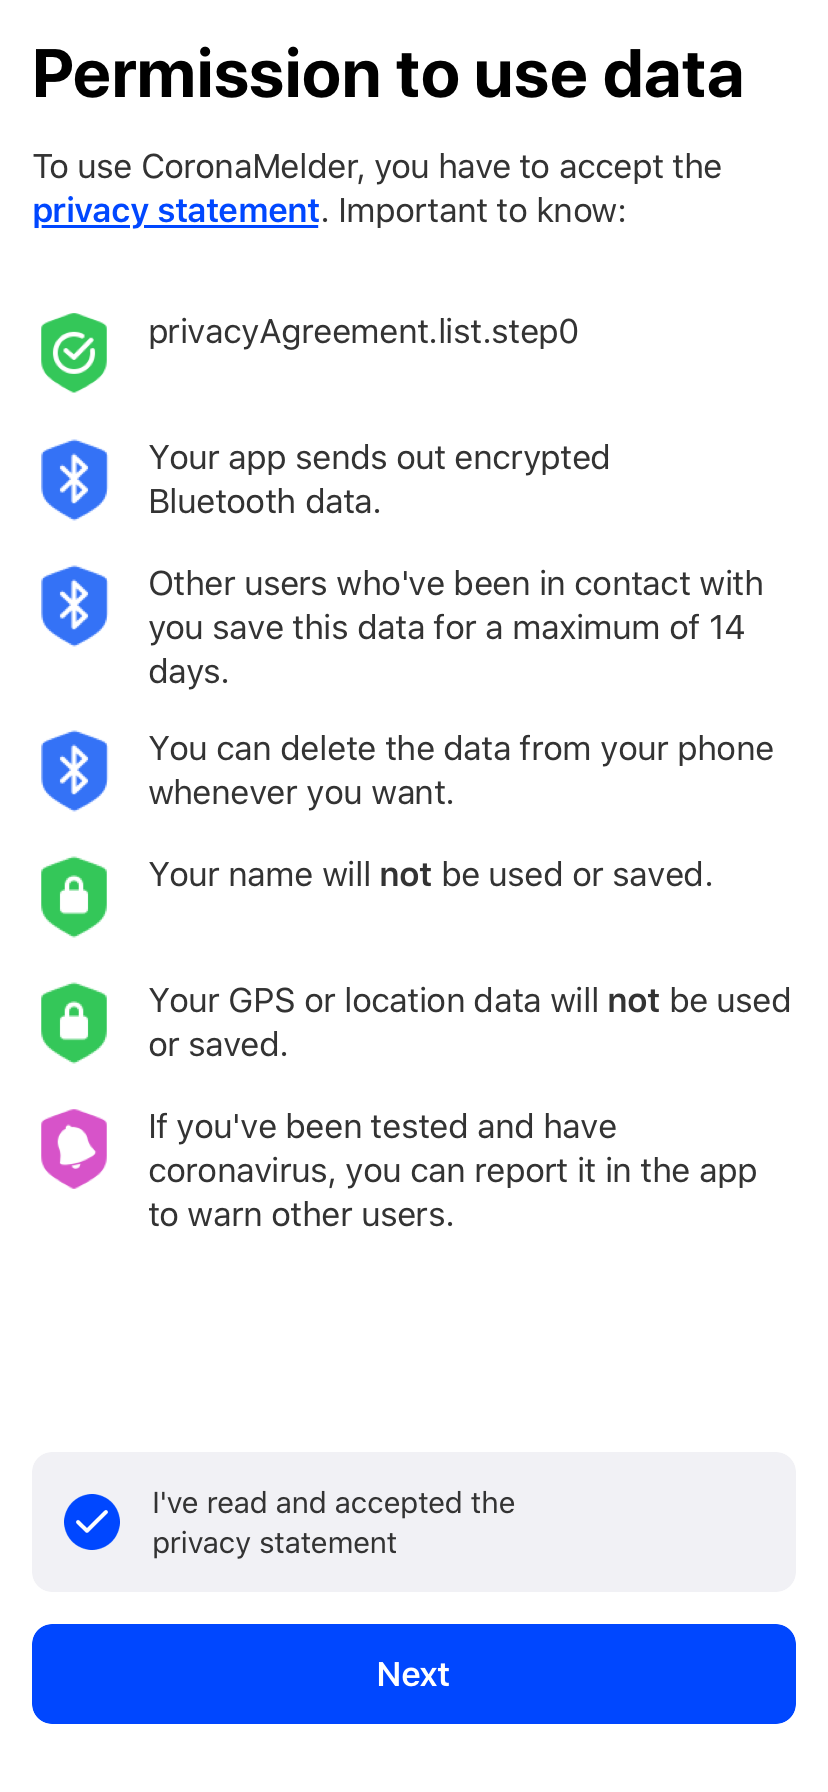 Permission to use data
To use CoronaMelder, you have to accept the
privacy statement. Important to know:
privacyAgreement.list.step0
Your app sends out encrypted
Bluetooth data.
Other users who've been in contact with
you save this data for a maximum of 14
days.
You can delete the data from your phone
whenever you want.
Your name will not be used or saved.
Your GPS or location data will not be used
or saved.
If you've been tested and have
coronavirus, you can report it in the app
to warn other users.
I've read and accepted the
privacy statement
Next